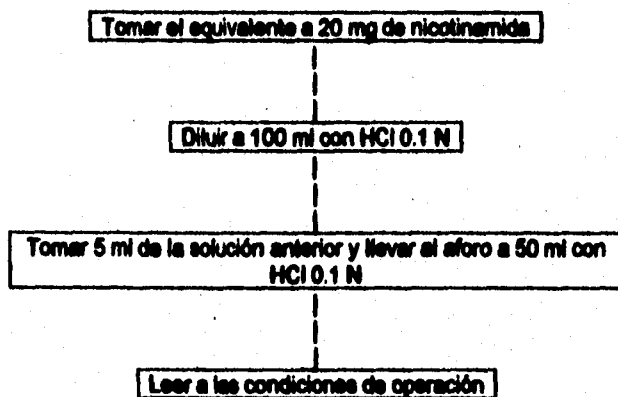 Tomar el equivalente a 20 mg de nicotinamida
Diluir a 100 ml con HCl 0.1 N
Tomar 5 ml de la solución anterior y llevar al aforo a 50 ml con
HCl 0.1 N
Leer a las condiciones de operación